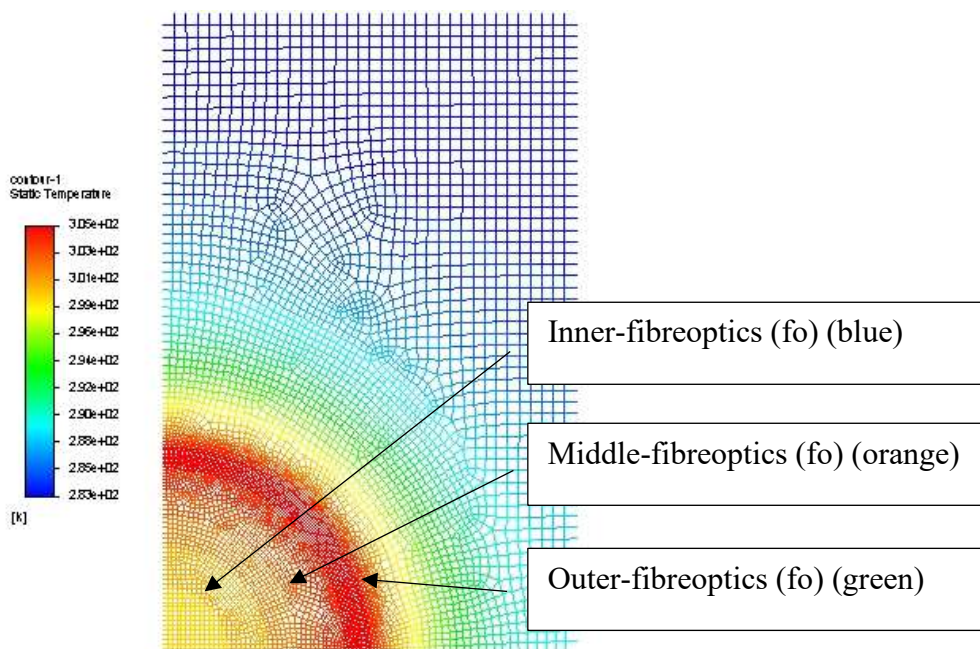 contour-1
Static Temperature
3.05e+02
3.03e+02
3.01e+02
2.99e+02
2.96e+02
2.94e+02
2.92e+02
2.90e+02
2.88e+02
2.85e+02
2.83e+02
[k]
Inner-fibreoptics (fo) (blue)
Middle-fibreoptics (fo) (orange)
Outer-fibreoptics (fo) (green)